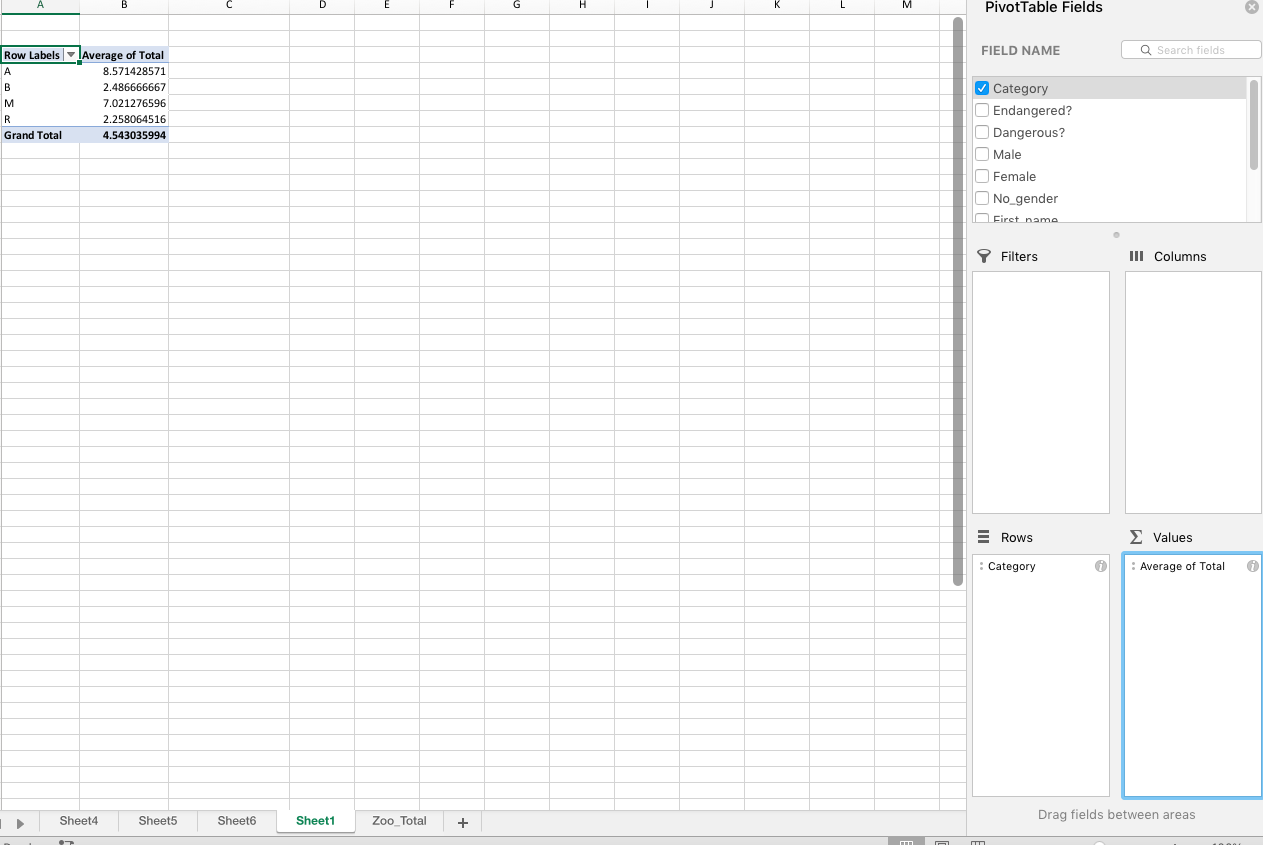 A B C D E F G H I J K L M
PivotTable Fields
FIELD NAME
Search fields
Row Labels Average of Total
A 8.571428571
B 2.486666667
M 7.021276596
R 2.258064516
Grand Total 4.543035994
Category
Endangered?
Dangerous?
Male
Female
No_gender
First_name
Filters Columns
Rows Values
Category Average of Total
Drag fields between areas
Sheet4 Sheet5 Sheet6 Sheet1 Zoo_Total +